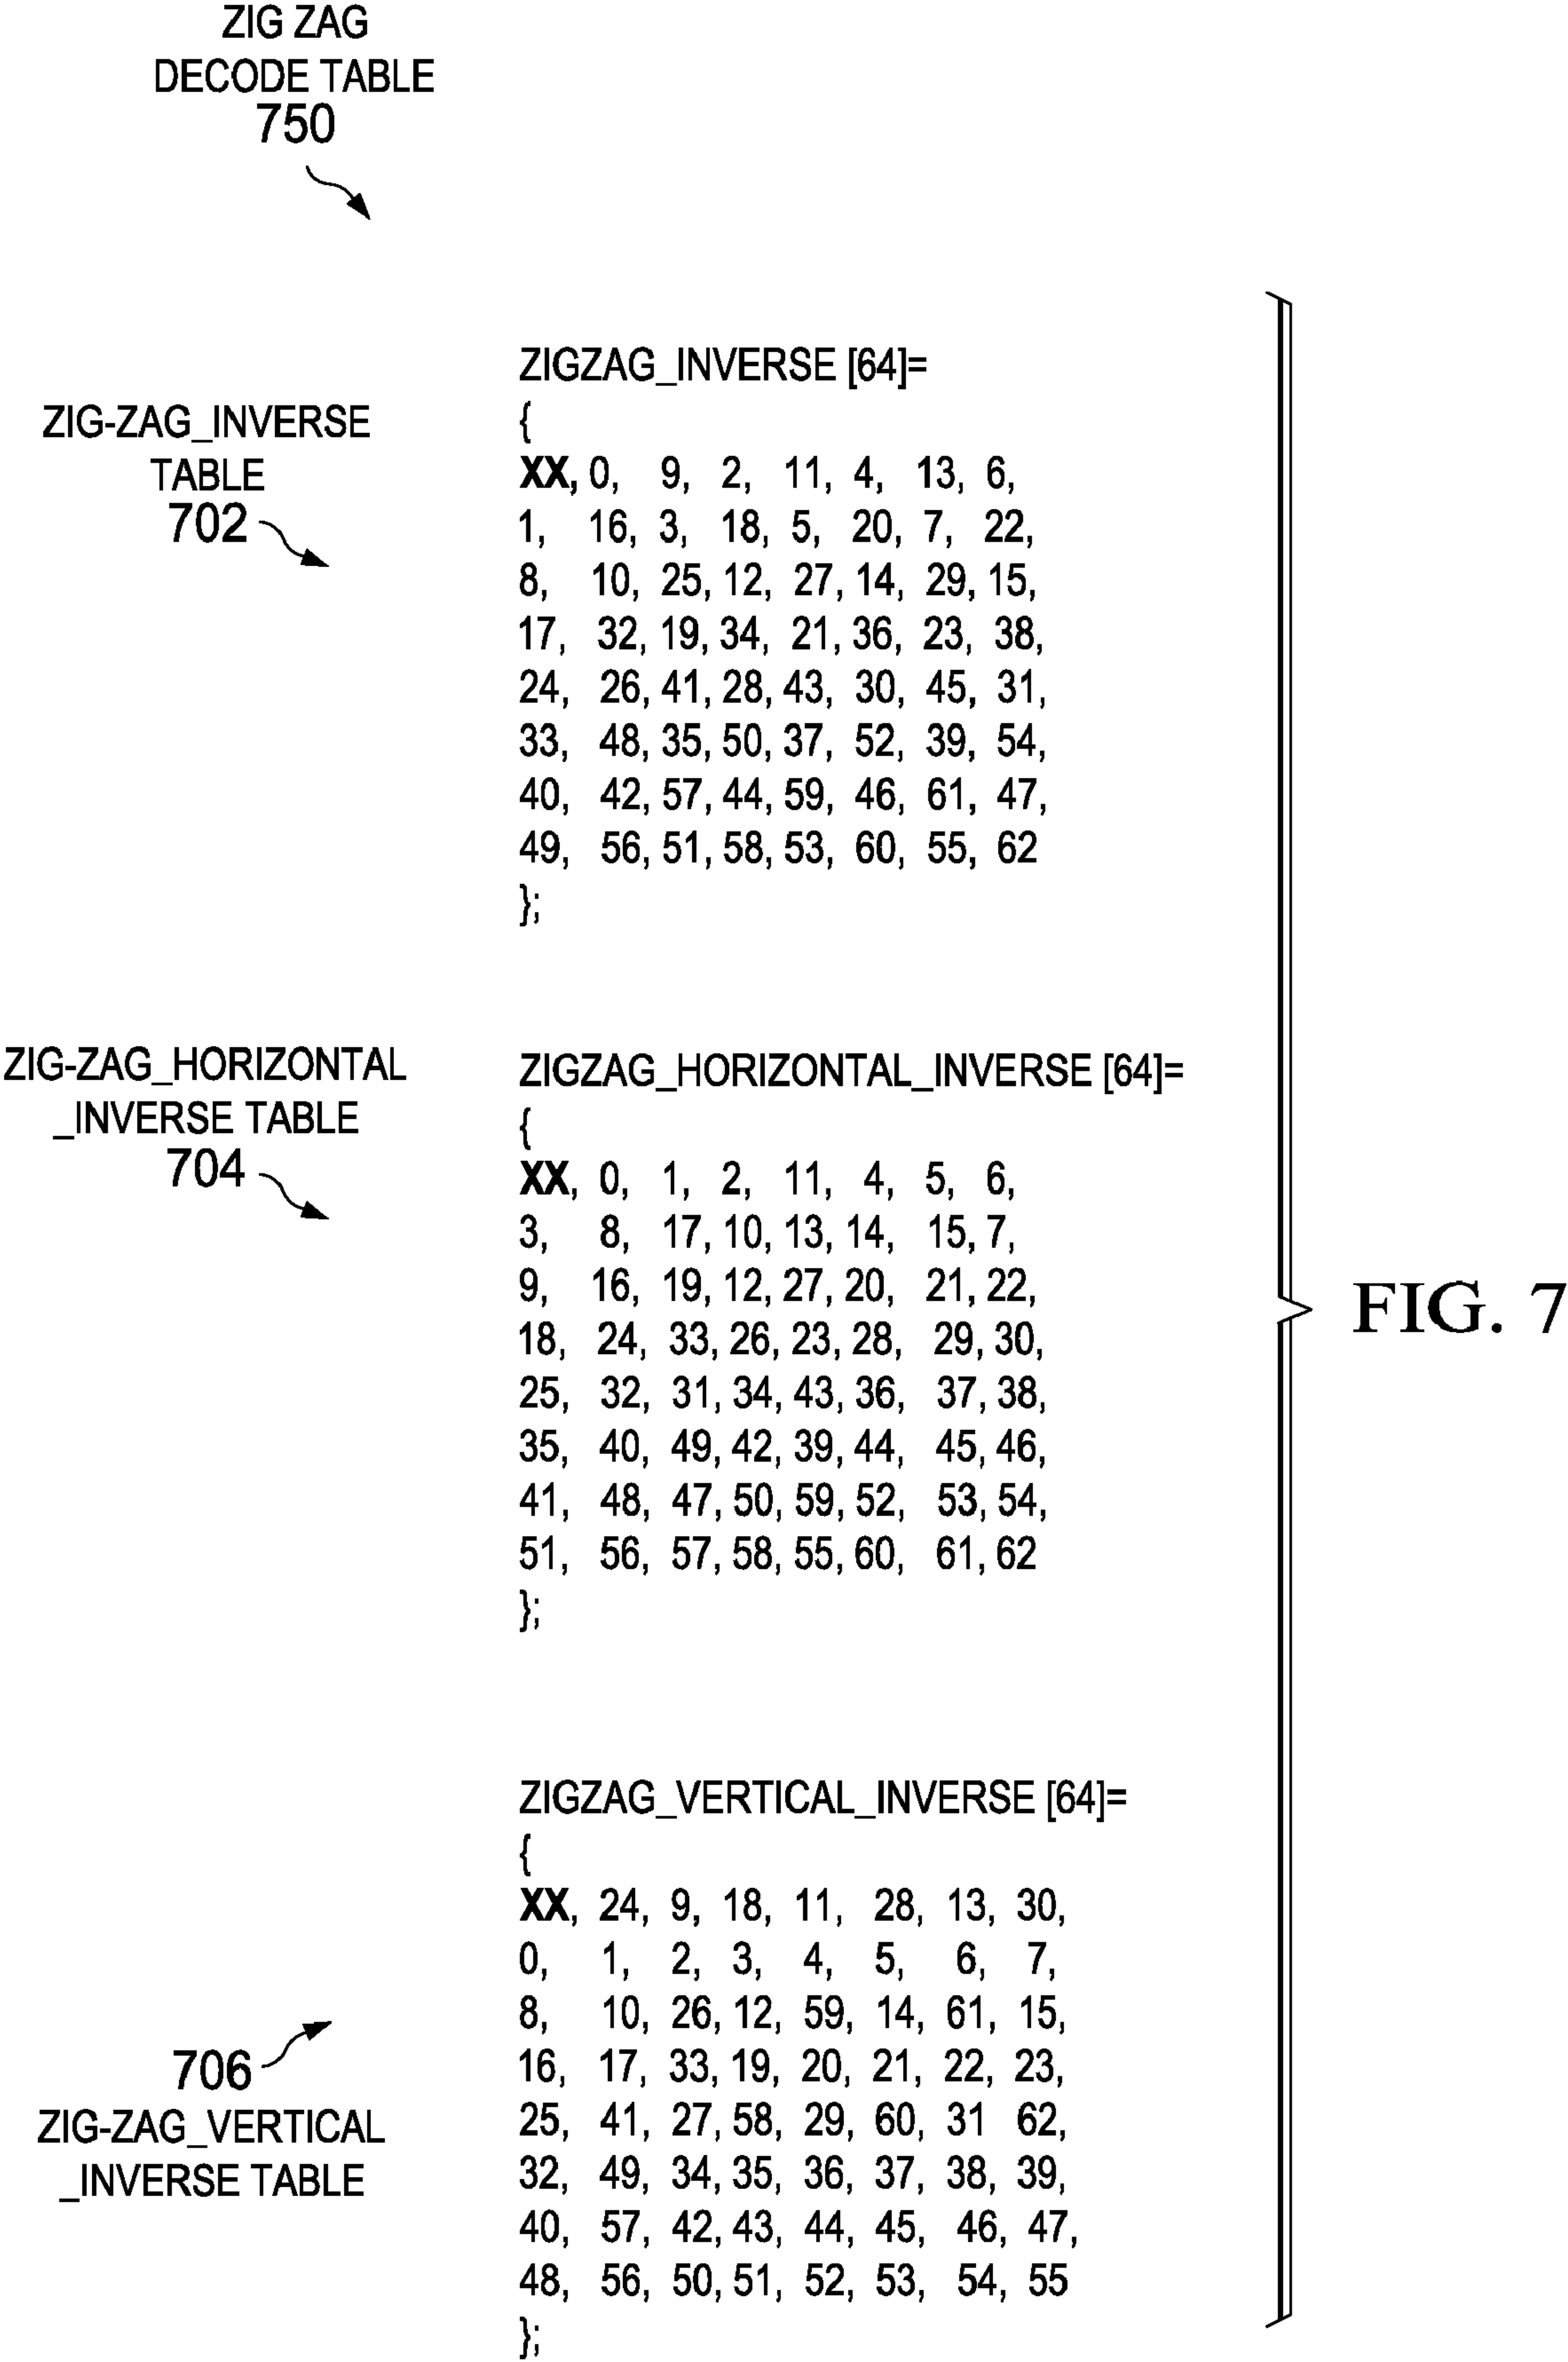 ZIG ZAG
DECODE TABLE
750
ZIG-ZAG_INVERSE
TABLE
702
ZIGZAG_INVERSE [64]=
{
XX, 0, 9, 2, 11, 4, 13, 6,
1, 16, 3, 18, 5, 20, 7, 22,
8, 10, 25, 12, 27, 14, 29, 15,
17, 32, 19, 34, 21, 36, 23, 38,
24, 26, 41, 28, 43, 30, 45, 31,
33, 48, 35, 50, 37, 52, 39, 54,
40, 42, 57, 44, 59, 46, 61, 47,
49, 56, 51, 58, 53, 60, 55, 62
};
ZIG-ZAG_HORIZONTAL
_INVERSE TABLE
704
ZIGZAG_HORIZONTAL_INVERSE [64]=
{
XX, 0, 1, 2, 11, 4, 5, 6,
3, 8, 17, 10, 13, 14, 15, 7,
9, 16, 19, 12, 27, 20, 21, 22,
18, 24, 33, 26, 23, 28, 29, 30,
25, 32, 31, 34, 43, 36, 37, 38,
35, 40, 49, 42, 39, 44, 45, 46,
41, 48, 47, 50, 59, 52, 53, 54,
51, 56, 57, 58, 55, 60, 61, 62
};
FIG. 7
ZIGZAG_VERTICAL_INVERSE [64]=
{
XX, 24, 9, 18, 11, 28, 13, 30,
0, 1, 2, 3, 4, 5, 6, 7,
8, 10, 26, 12, 59, 14, 61, 15,
16, 17, 33, 19, 20, 21, 22, 23,
25, 41, 27, 58, 29, 60, 31 62,
32, 49, 34, 35, 36, 37, 38, 39,
40, 57, 42, 43, 44, 45, 46, 47,
48, 56, 50, 51, 52, 53, 54, 55
};
706
ZIG-ZAG_VERTICAL
_INVERSE TABLE